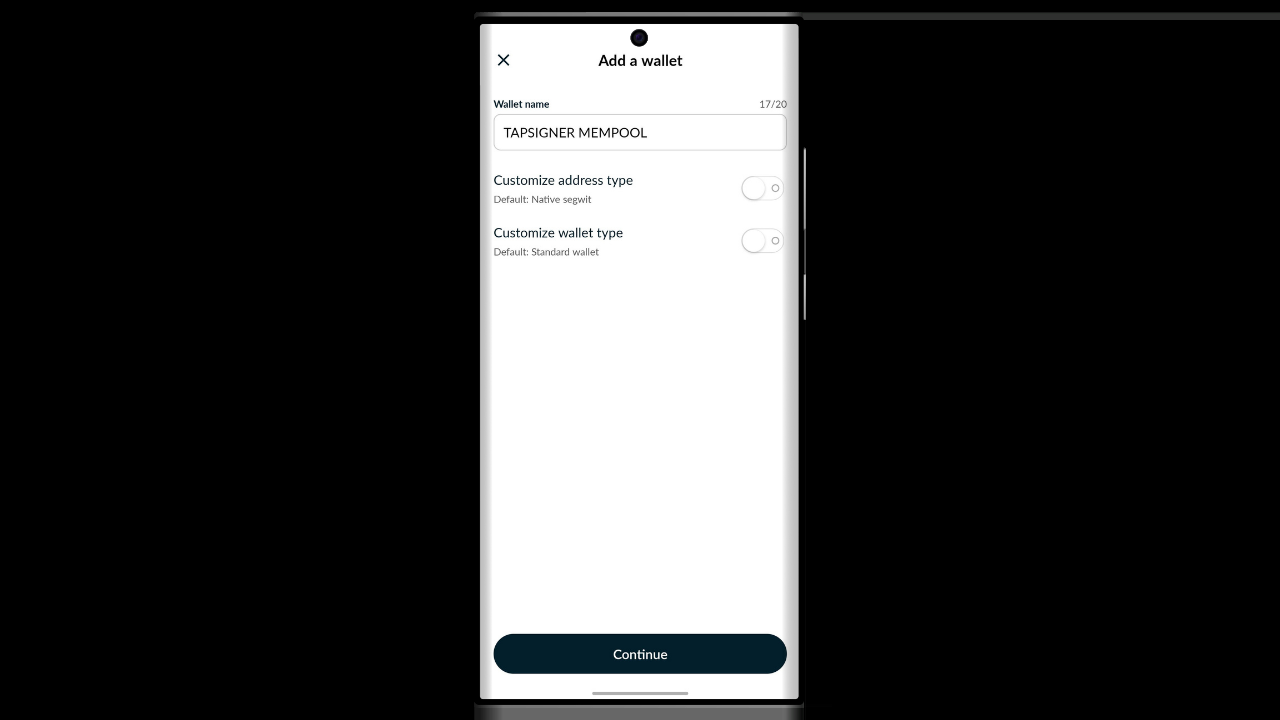 Add a wallet
Wallet name 17/20
TAPSIGNER MEMPOOL
Customize address type
Default: Native segwit
Customize wallet type
Default: Standard wallet
Continue